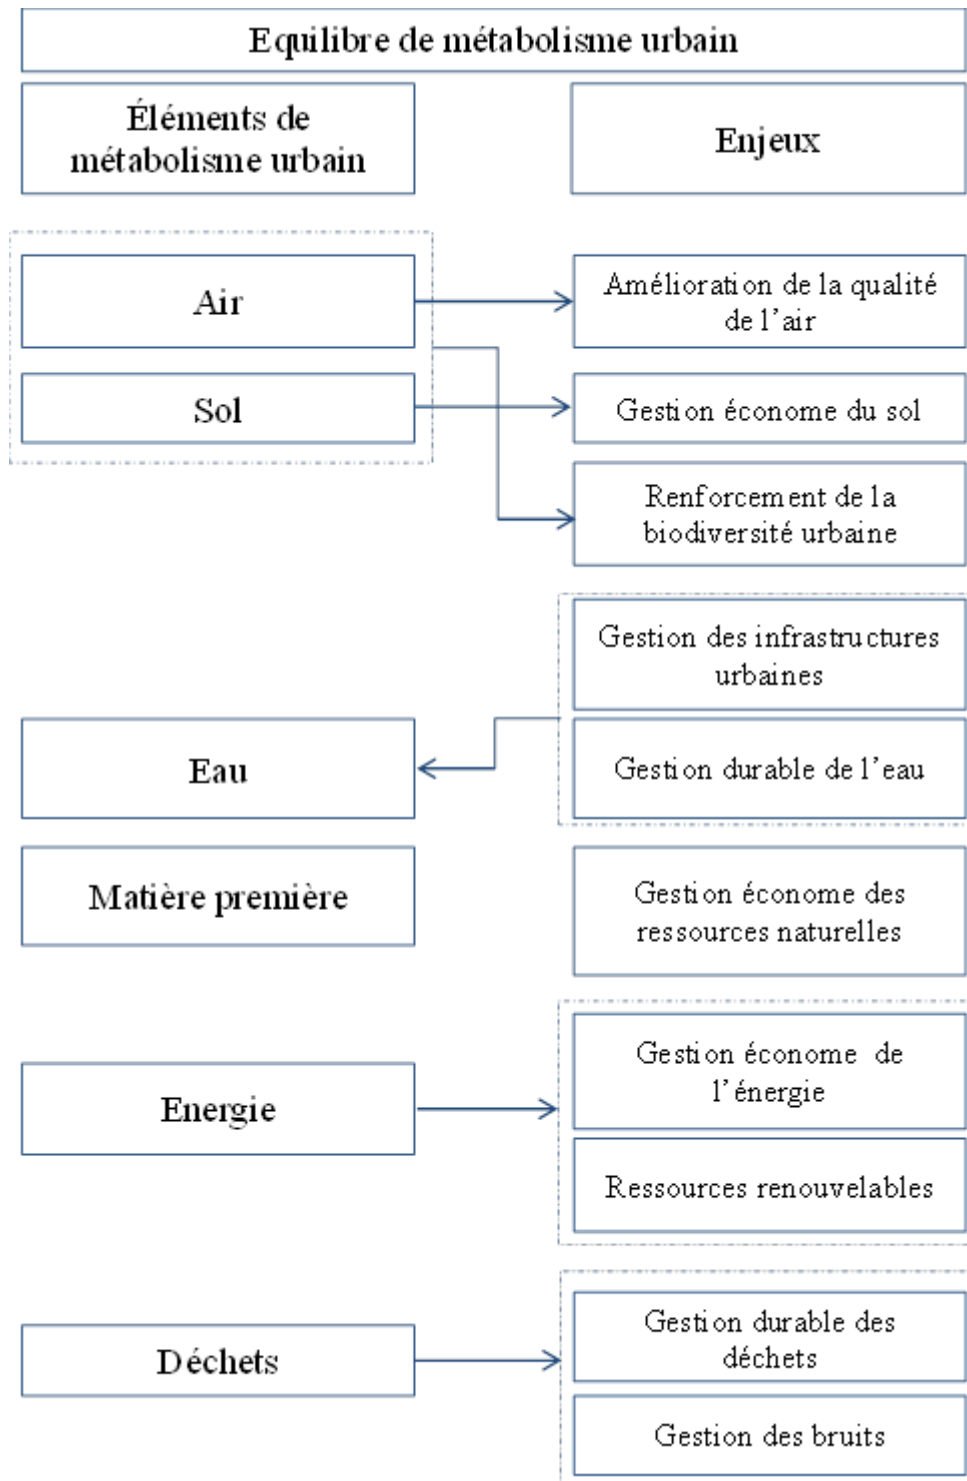 Equilibre de métabolisme urbain
Éléments de
métabolisme urbain
Enjeux
Air
Amélioration de la qualité
de l’air
Sol
Gestion économe du sol
Renforcement de la
biodiversité urbaine
Gestion des infrastructures
urbaines
Eau
Gestion durable de l’eau
Matière première
Gestion économe des
ressources naturelles
Energie
Gestion économe de
l’énergie
Ressources renouvelables
Déchets
Gestion durable des
déchets
Gestion des bruits